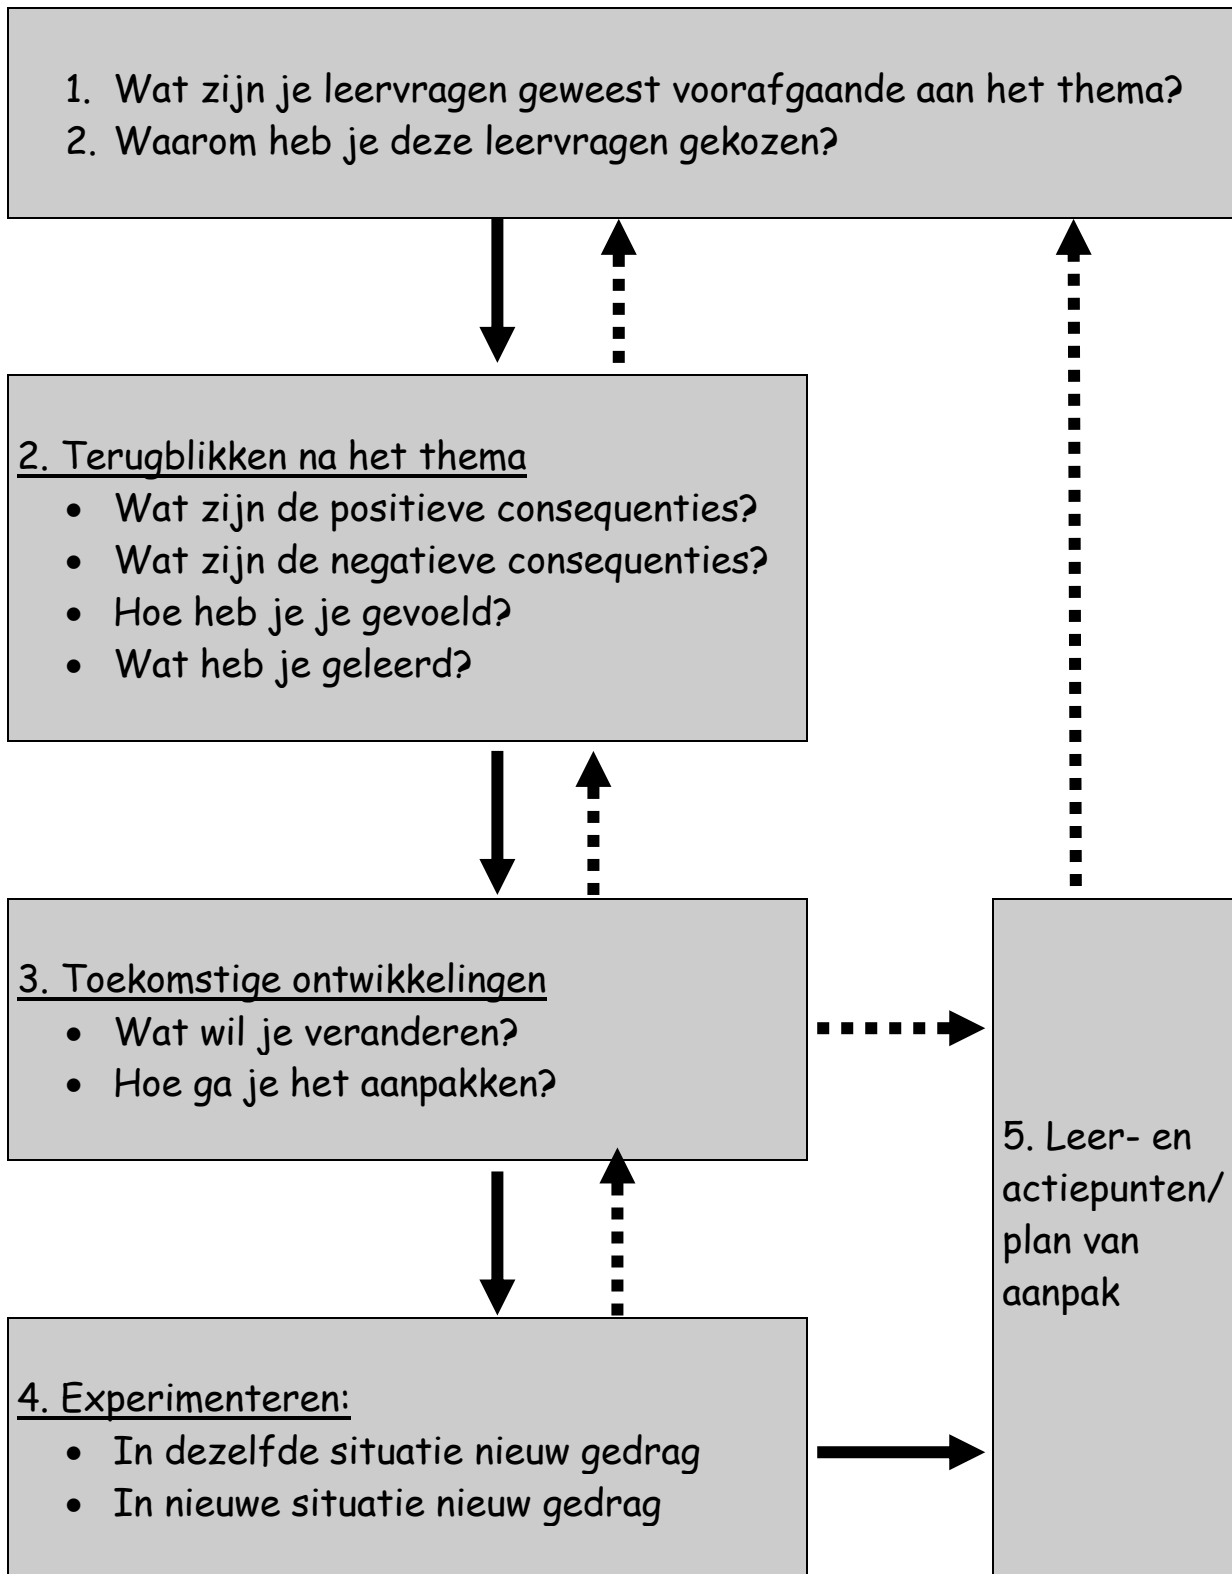 1. Wat zijn je leervragen geweest voorafgaande aan het thema?
2. Waarom heb je deze leervragen gekozen?
2. Terugblikken na het thema
• Wat zijn de positieve consequenties?
• Wat zijn de negatieve consequenties?
• Hoe heb je je gevoeld?
• Wat heb je geleerd?
3. Toekomstige ontwikkelingen
• Wat wil je veranderen?
• Hoe ga je het aanpakken?
4. Experimenteren:
• In dezelfde situatie nieuw gedrag
• In nieuwe situatie nieuw gedrag
5. Leer- en
actiepunten/
plan van
aanpak